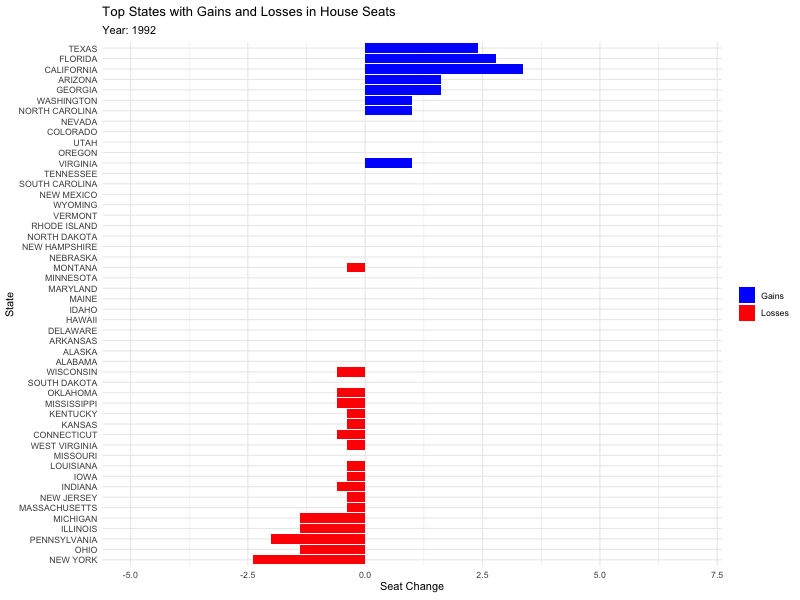 Top States with Gains and Losses in House Seats
Year: 1992
TEXAS
FLORIDA
CALIFORNIA
ARIZONA
GEORGIA
WASHINGTON
NORTH CAROLINA
NEVADA
COLORADO
UTAH
OREGON
VIRGINIA
TENNESSEE
SOUTH CAROLINA
NEW MEXICO
WYOMING
VERMONT
RHODE ISLAND
NORTH DAKOTA
NEW HAMPSHIRE
NEBRASKA
MONTANA
MINNESOTA
MARYLAND
MAINE
IDAHO
HAWAII
DELAWARE
ARKANSAS
ALASKA
ALABAMA
WISCONSIN
SOUTH DAKOTA
OKLAHOMA
MISSISSIPPI
KENTUCKY
KANSAS
CONNECTICUT
WEST VIRGINIA
MISSOURI
LOUISIANA
IOWA
INDIANA
NEW JERSEY
MASSACHUSETTS
MICHIGAN
ILLINOIS
PENNSYLVANIA
OHIO
NEW YORK
State
-5.0 -2.5 0.0 2.5 5.0 7.5
Seat Change
Gains
Losses